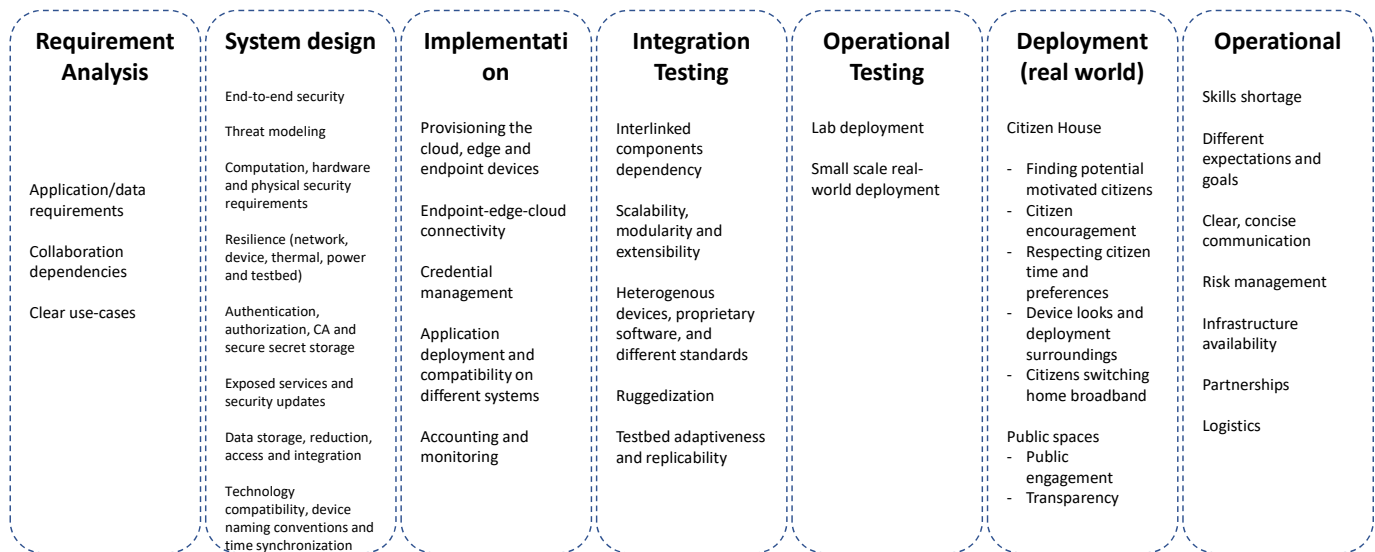 Requirement
Analysis
Application/data
requirements
Collaboration
dependencies
Clear use-cases
System design
End-to-end security
Threat modeling
Computation, hardware
and physical security
requirements
Resilience (network,
device, thermal, power
and testbed)
Authentication,
authorization, CA and
secure secret storage
Exposed services and
security updates
Data storage, reduction,
access and integration
Technology
compatibility, device
naming conventions and
time synchronization
Implementati
on
Provisioning the
cloud, edge and
endpoint devices
Endpoint-edge-cloud
connectivity
Credential
management
Application
deployment and
compatibility on
different systems
Accounting and
monitoring
Integration
Testing
Interlinked
components
dependency
Scalability,
modularity and
extensibility
Heterogenous
devices, proprietary
software, and
different standards
Ruggedization
Testbed adaptiveness
and replicability
Operational
Testing
Lab deployment
Small scale real-
world deployment
Deployment
(real world)
Citizen House
- Finding potential
motivated citizens
- Citizen
encouragement
- Respecting citizen
time and
preferences
- Device looks and
deployment
surroundings
- Citizens switching
home broadband
Public spaces
- Public
engagement
- Transparency
Operational
Skills shortage
Different
expectations and
goals
Clear, concise
communication
Risk management
Infrastructure
availability
Partnerships
Logistics